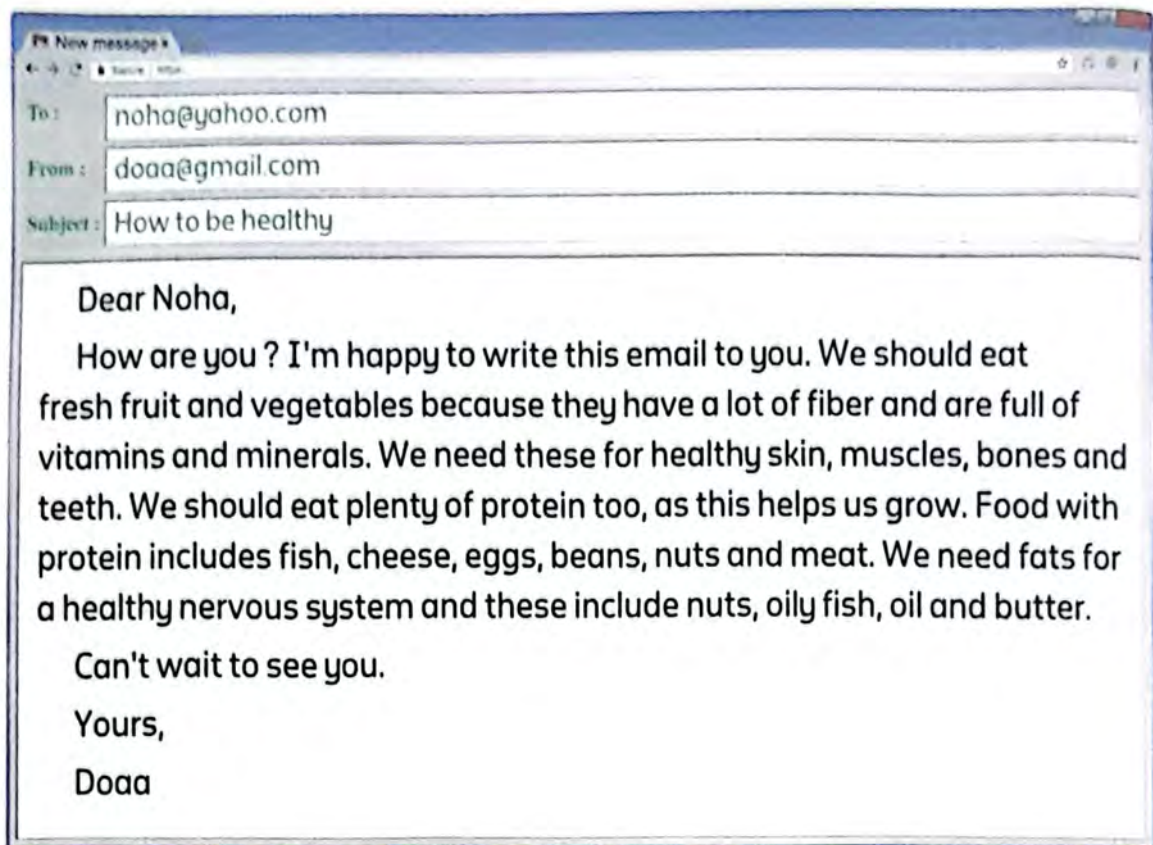 New message x
To :
noha@yahoo.com
From :
doaa@gmail.com
Subject :
How to be healthy
Dear Noha,
How are you ? I'm happy to write this email to you. We should eat
fresh fruit and vegetables because they have a lot of fiber and are full of
vitamins and minerals. We need these for healthy skin, muscles, bones and
teeth. We should eat plenty of protein too, as this helps us grow. Food with
protein includes fish, cheese, eggs, beans, nuts and meat. We need fats for
a healthy nervous system and these include nuts, oily fish, oil and butter.
Can't wait to see you.
Yours,
Doaa